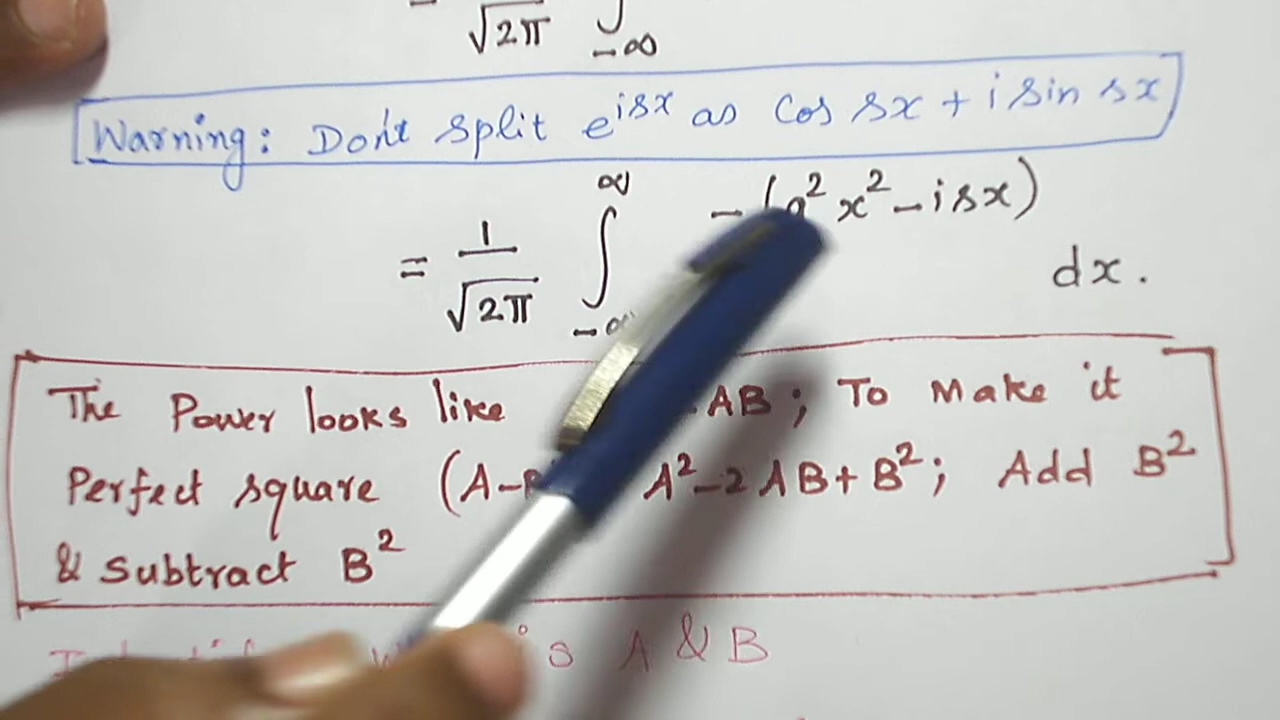 √2π ∫ -∞
Warning: Don't split e^{isx} as Cos sx + i sin sx
= 1/√2π ∫ -∞ ∞ -(a²x² - isx) dx.
The Power looks like AB; To Make it
Perfect square (A- A²-2AB+B²; Add B²
& Subtract B²
is A & B